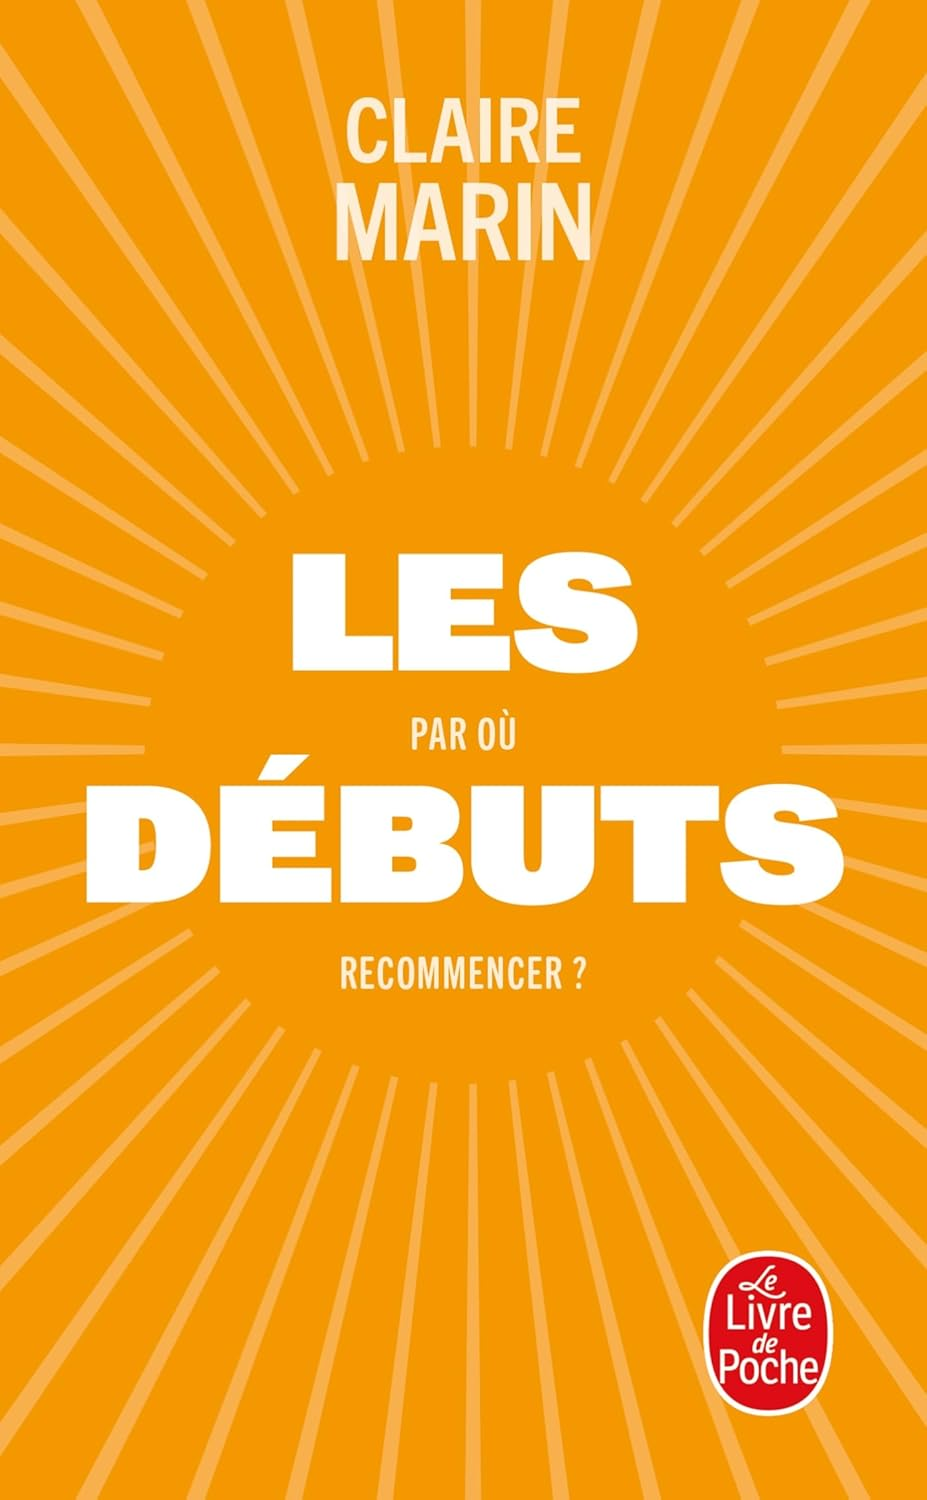 CLAIRE
MARIN
LES
PAR OÙ
DÉBUTS
RECOMMENCER ?
Le
Livre
de
Poche